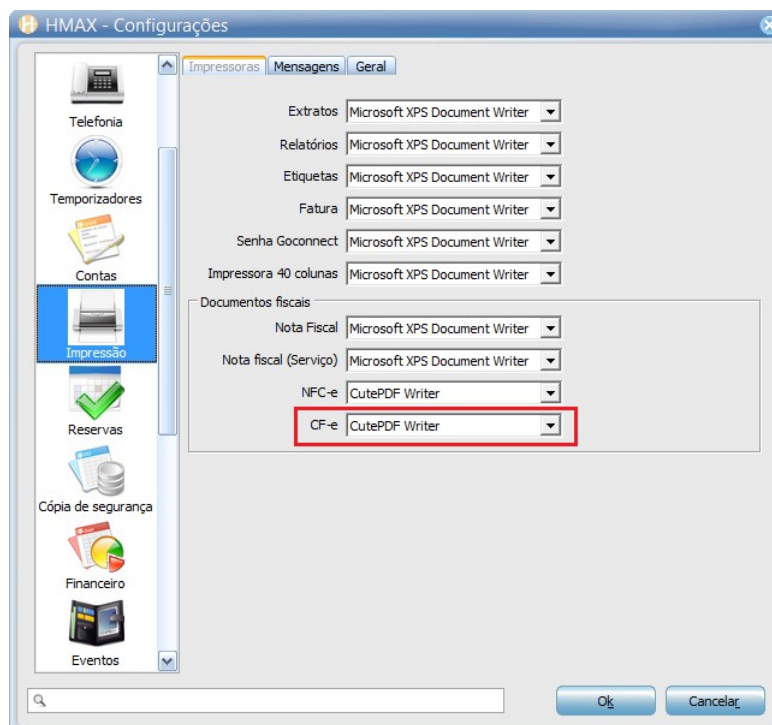 HMAX - Configurações
Telefonia
Temporizadores
Contas
Impressão
Reservas
Cópia de segurança
Financeiro
Eventos
Impressoras Mensagens Geral
Extratos Microsoft XPS Document Writer
Relatórios Microsoft XPS Document Writer
Etiquetas Microsoft XPS Document Writer
Fatura Microsoft XPS Document Writer
Senha Goconnect Microsoft XPS Document Writer
Impressora 40 colunas Microsoft XPS Document Writer
Documentos fiscais
Nota Fiscal Microsoft XPS Document Writer
Nota fiscal (Serviço) Microsoft XPS Document Writer
NFC-e CutePDF Writer
CF-e CutePDF Writer
Ok Cancelar